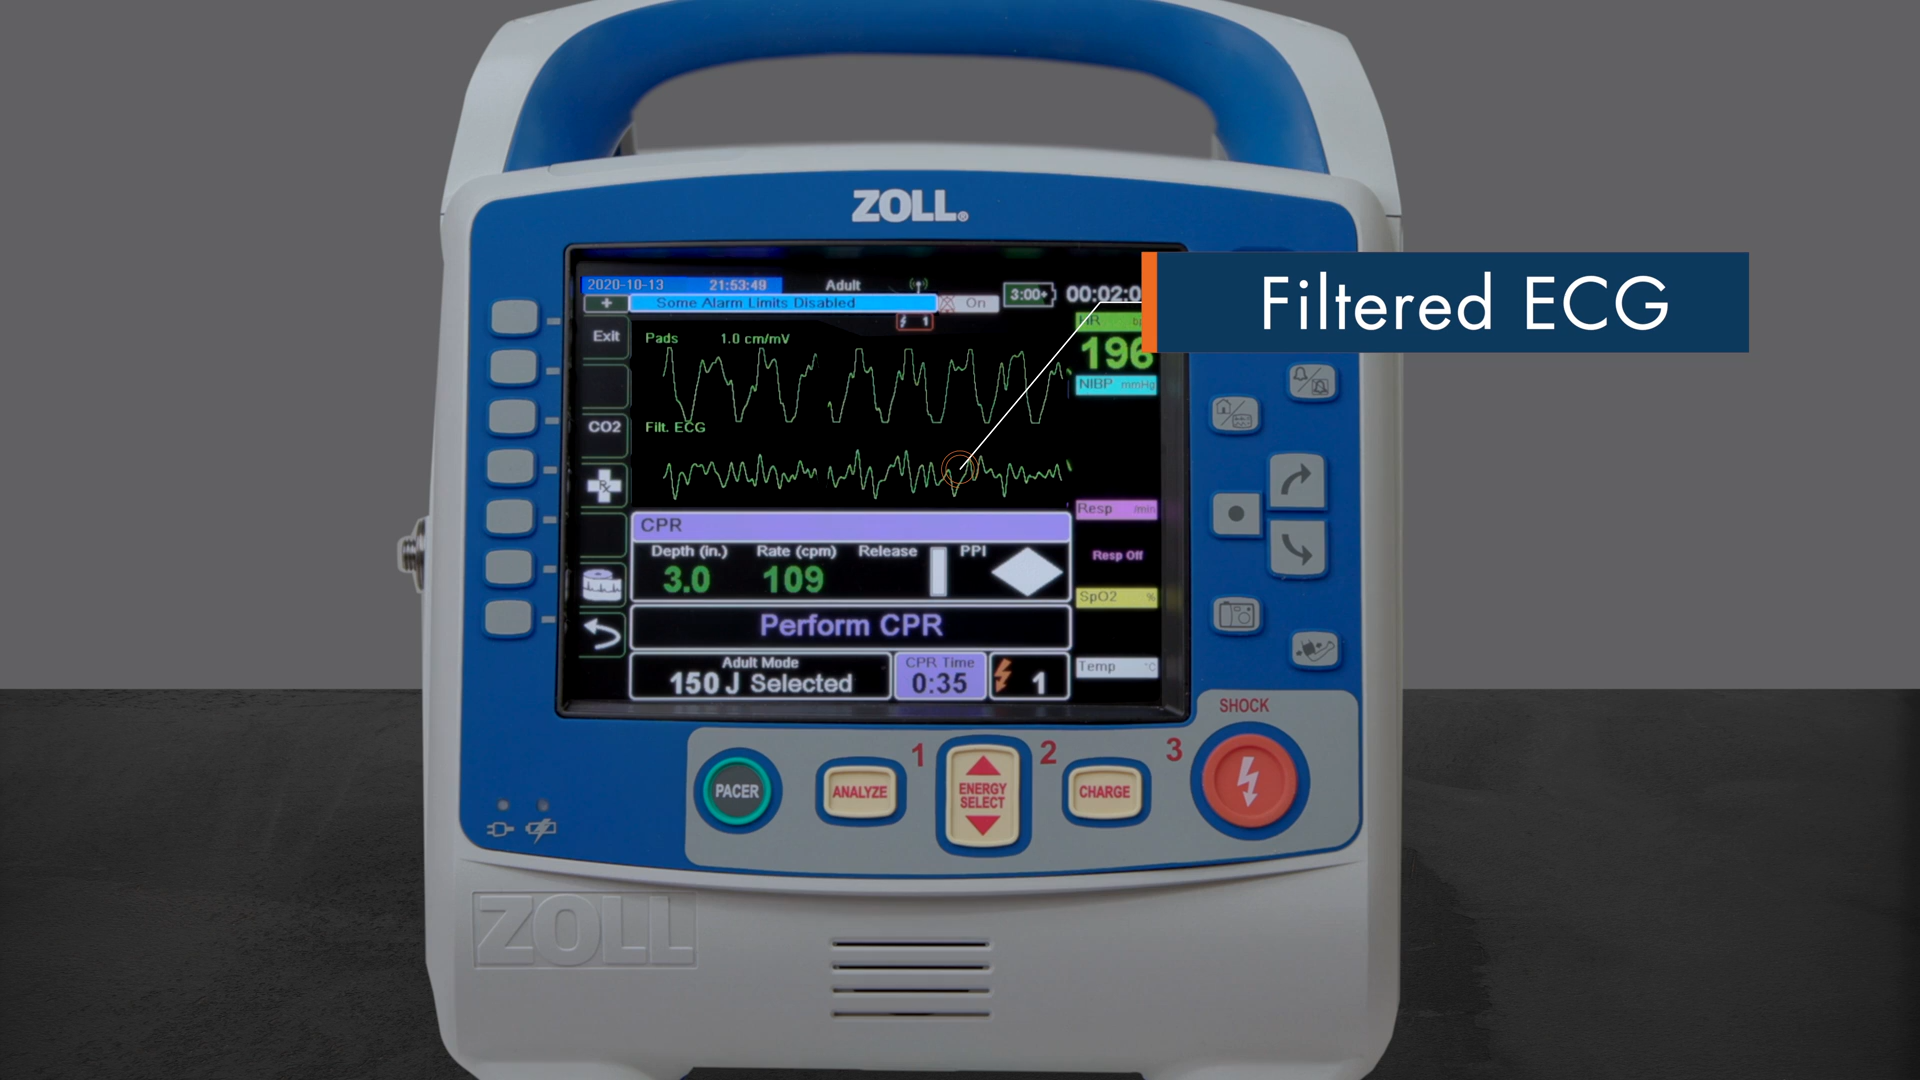 ZOLL®
Filtered ECG
2020-10-13 21:53:49 Adult 3:00+ 00:02:0
Some Alarm Limits Disabled On
1
Exit
Pads 1.0 cm/mV
HR
196
NIBP mmHg
CO2
Filt. ECG
Rx
CPR
Resp /min
Depth (in.) Rate (cpm) Release PPI
Resp Off
3.0 109
SpO2 %
Perform CPR
Adult Mode CPR Time
Temp °C
150 J Selected 0:35 1
SHOCK
1 2 3
PACER ANALYZE ENERGY SELECT CHARGE
ZOLL